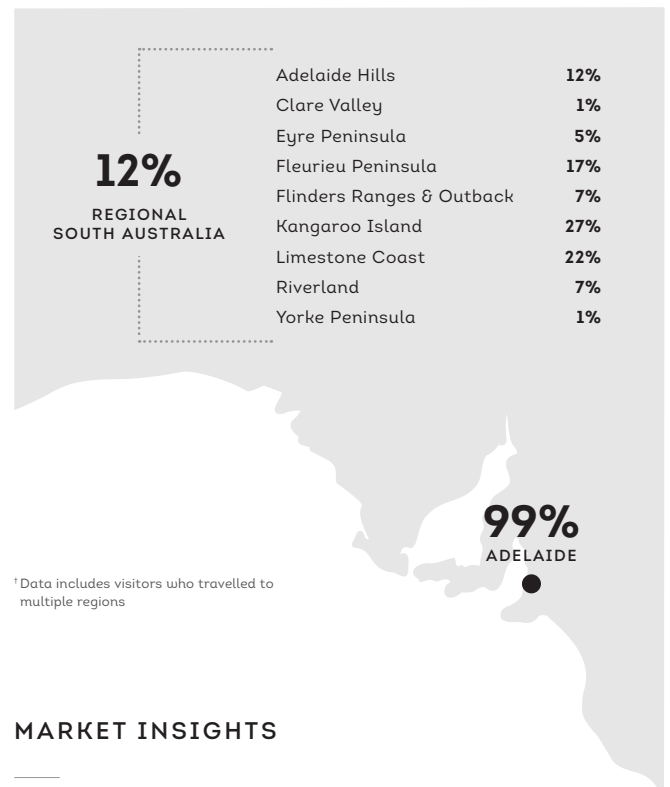 Adelaide Hills 12%
Clare Valley 1%
Eyre Peninsula 5%
Fleurieu Peninsula 17%
Flinders Ranges & Outback 7%
Kangaroo Island 27%
Limestone Coast 22%
Riverland 7%
Yorke Peninsula 1%
12%
REGIONAL
SOUTH AUSTRALIA
99%
ADELAIDE
† Data includes visitors who travelled to
multiple regions
MARKET INSIGHTS